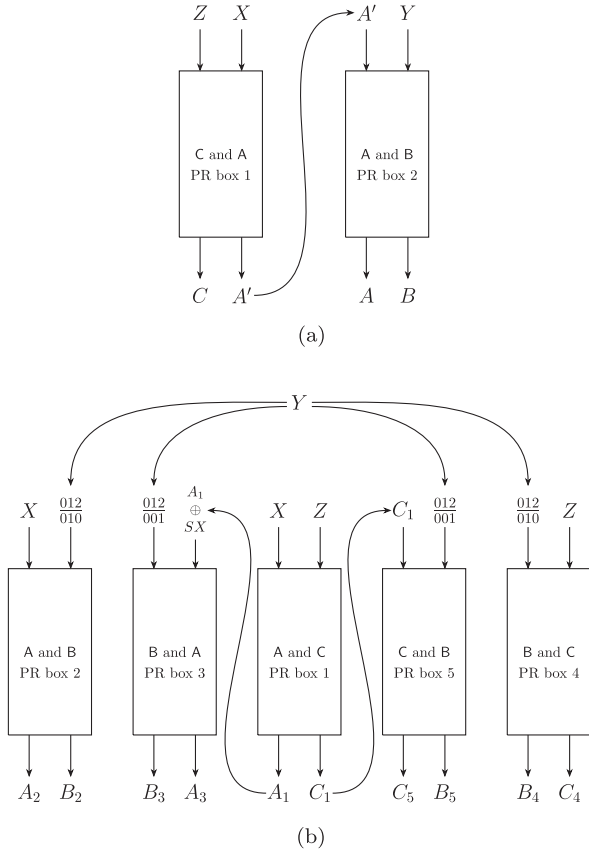 Z X A′ Y
C and A A and B
PR box 1 PR box 2
C A′ A B
(a)
Y
A₁
X 012/010 012/001 ⊕ X Z C₁ 012/001 012/010 Z
SX
A and B B and A A and C C and B B and C
PR box 2 PR box 3 PR box 1 PR box 5 PR box 4
A₂ B₂ B₃ A₃ A₁ C₁ C₅ B₅ B₄ C₄
(b)